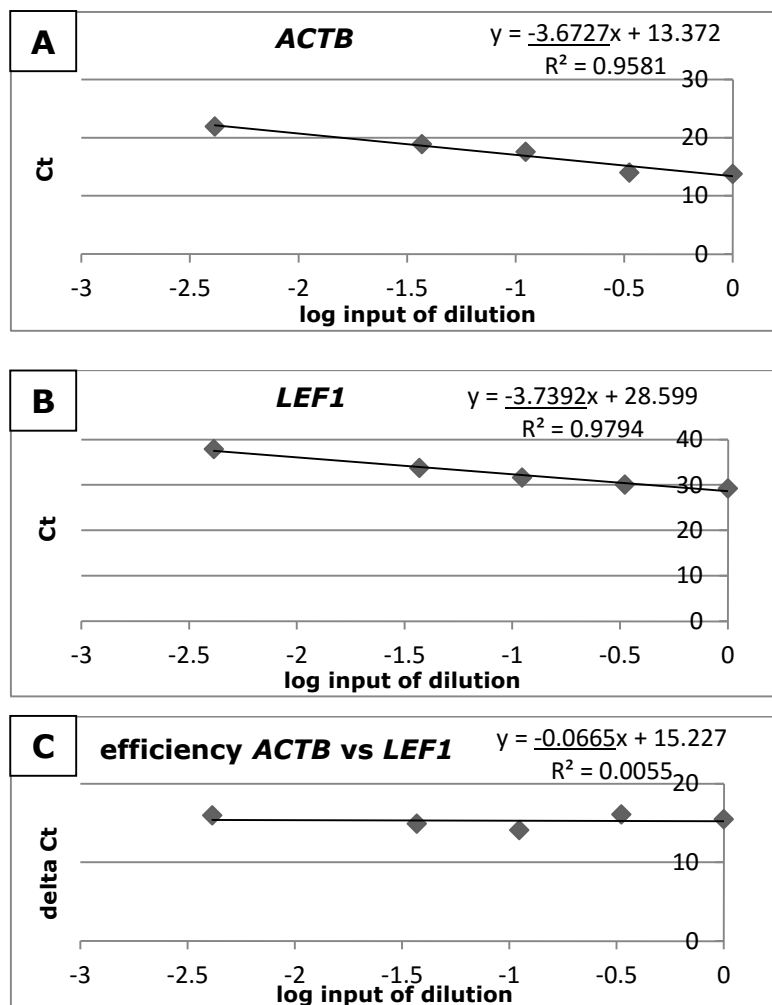 A
ACTB
y = -3.6727x + 13.372
R² = 0.9581
30
20
10
0
Ct
-3 -2.5 -2 -1.5 -1 -0.5 0
log input of dilution
B
LEF1
y = -3.7392x + 28.599
R² = 0.9794
40
30
20
10
0
Ct
-3 -2.5 -2 -1.5 -1 -0.5 0
log input of dilution
C
efficiency ACTB vs LEF1
y = -0.0665x + 15.227
R² = 0.0055
20
10
0
delta Ct
-3 -2.5 -2 -1.5 -1 -0.5 0
log input of dilution